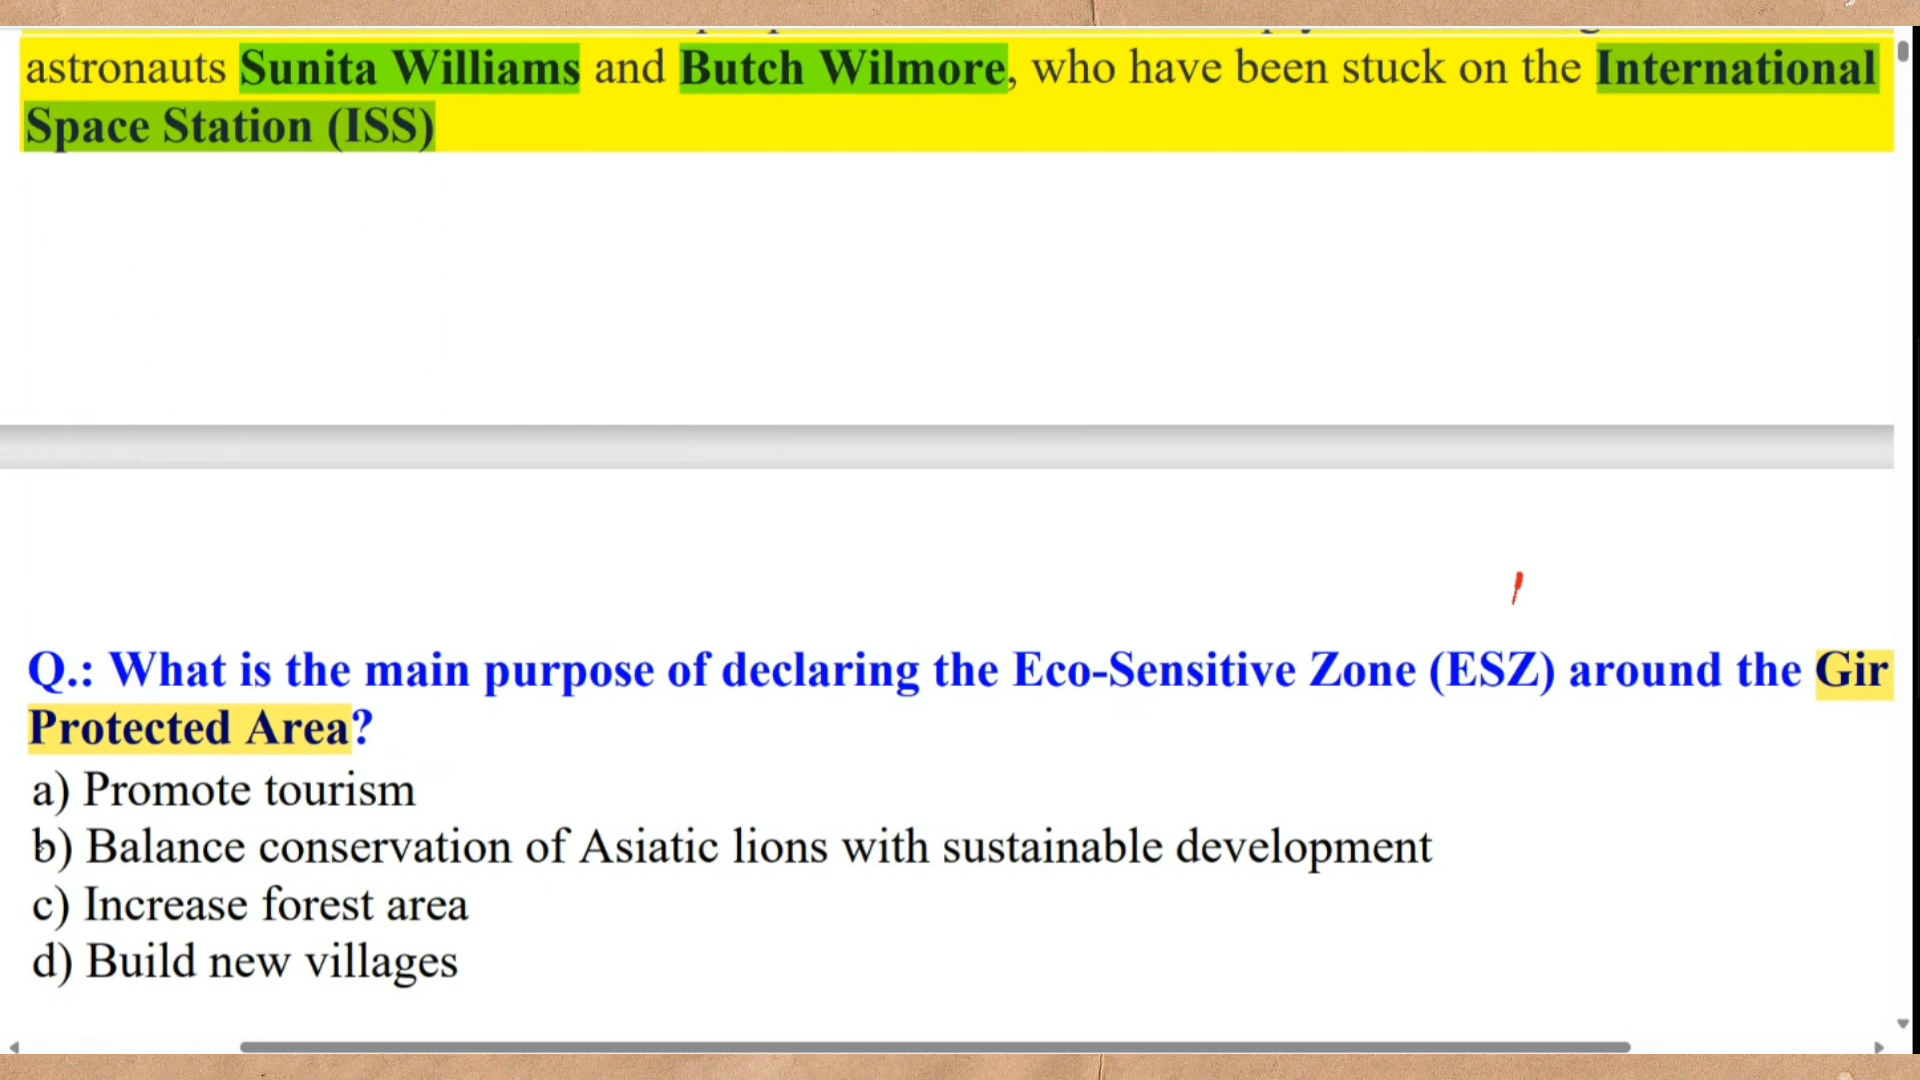 astronauts Sunita Williams and Butch Wilmore, who have been stuck on the International
Space Station (ISS)
Q.: What is the main purpose of declaring the Eco-Sensitive Zone (ESZ) around the Gir
Protected Area?
a) Promote tourism
b) Balance conservation of Asiatic lions with sustainable development
c) Increase forest area
d) Build new villages